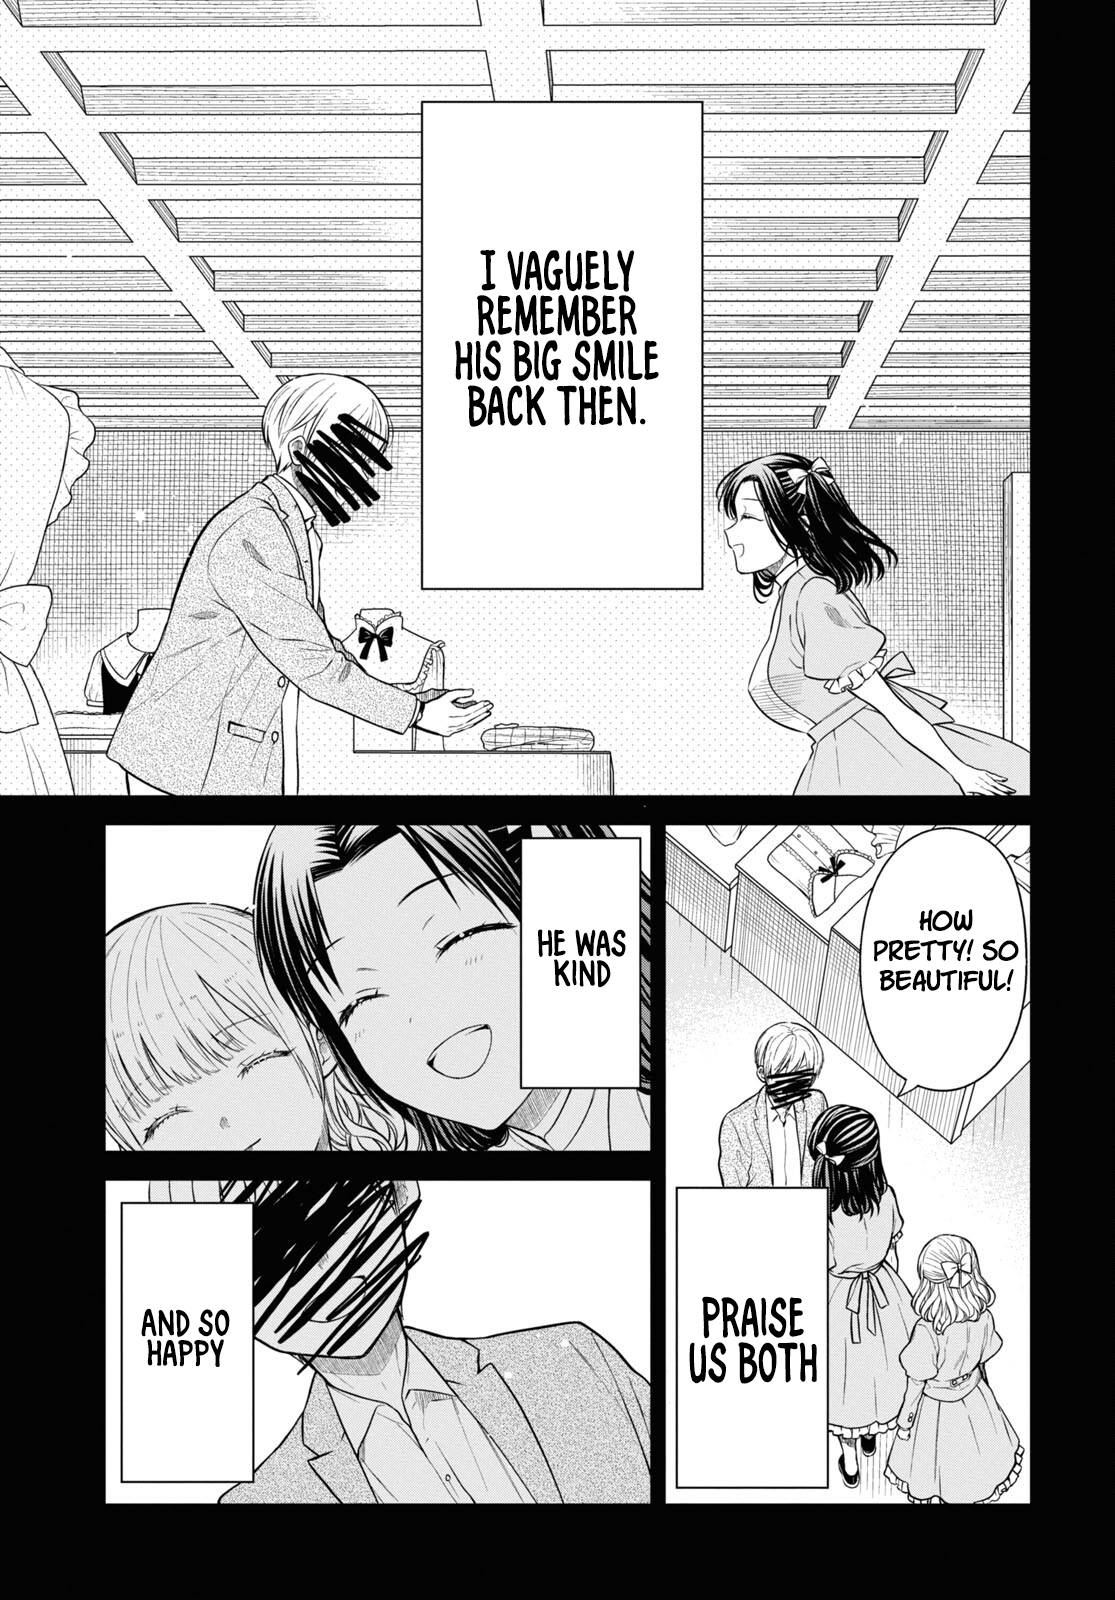 I VAGUELY
REMEMBER
HIS BIG SMILE
BACK THEN.
HOW
PRETTY! SO
BEAUTIFUL!
PRAISE
US BOTH
HE WAS
KIND
AND SO
HAPPY